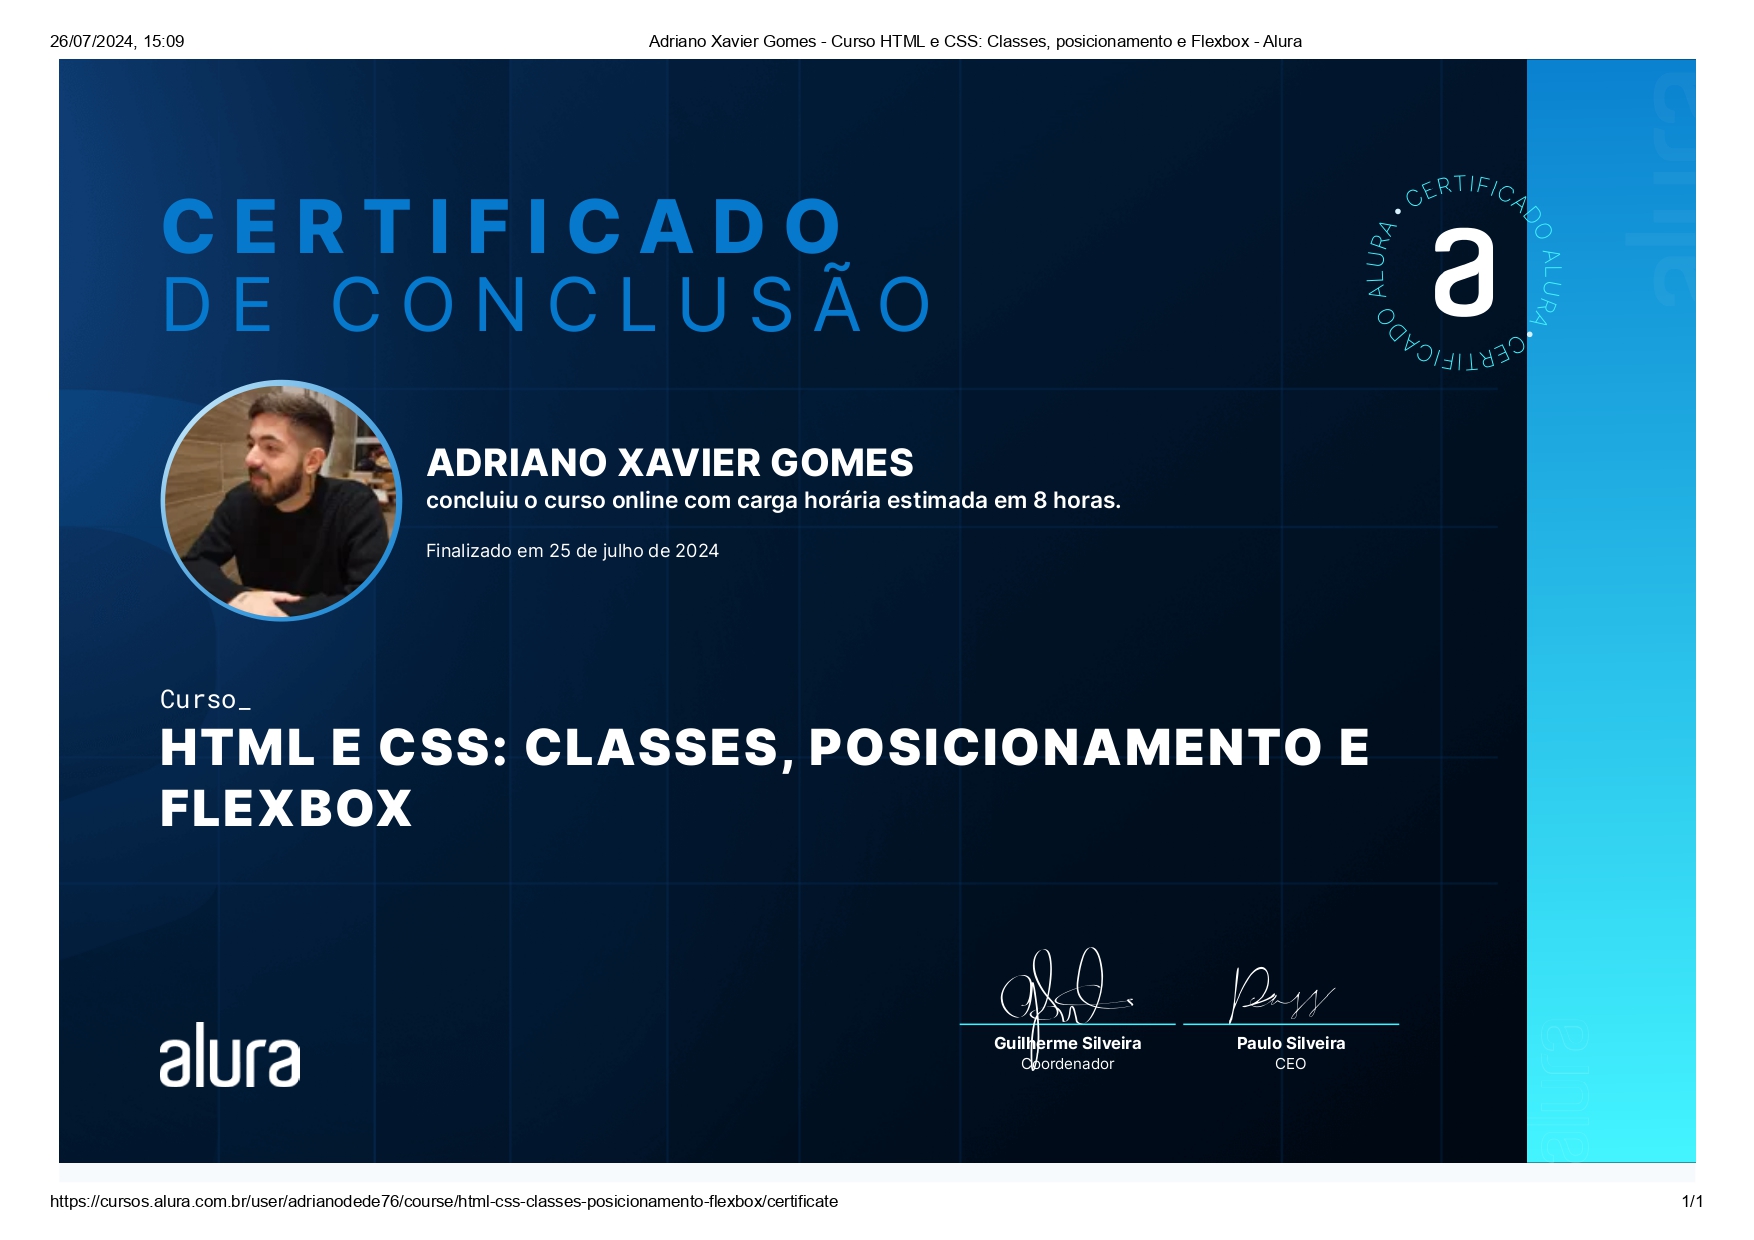 26/07/2024, 15:09
Adriano Xavier Gomes - Curso HTML e CSS: Classes, posicionamento e Flexbox - Alura
CERTIFICADO
DE CONCLUSÃO
CERTIFICADO ALURA • CERTIFICADO ALURA •
a
alura
ADRIANO XAVIER GOMES
concluiu o curso online com carga horária estimada em 8 horas.
Finalizado em 25 de julho de 2024
Curso_
HTML E CSS: CLASSES, POSICIONAMENTO E
FLEXBOX
Guilherme Silveira
Coordenador
Paulo Silveira
CEO
alura
alura
https://cursos.alura.com.br/user/adrianodede76/course/html-css-classes-posicionamento-flexbox/certificate
1/1